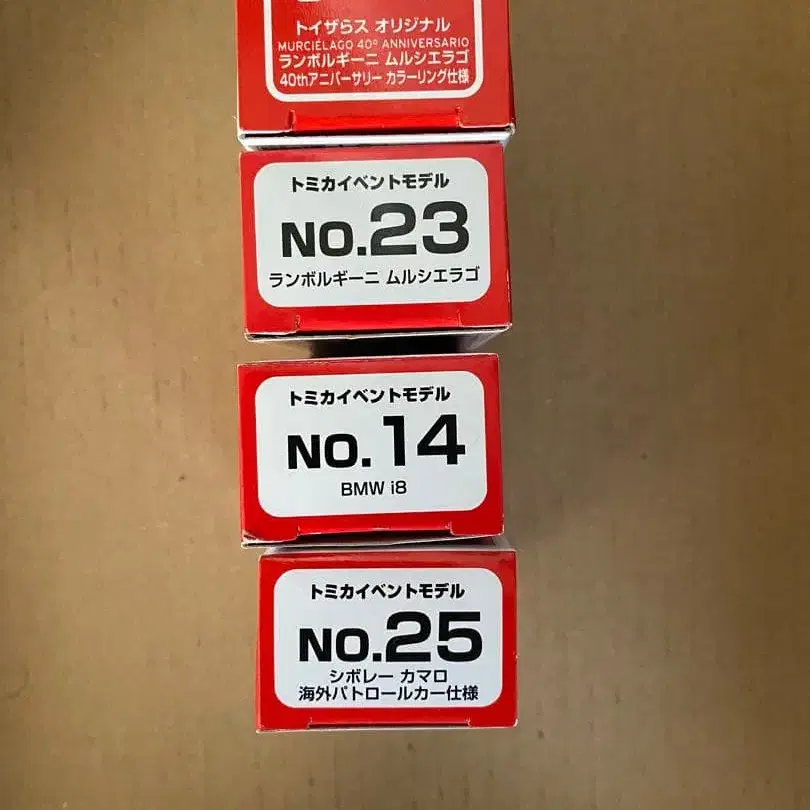 トイザらス オリジナル
MURCIÉLAGO 40º ANNIVERSARIO
ランボルギーニ ムルシエラゴ
40thアニバーサリー カラーリング仕様
トミカイベントモデル
NO.23
ランボルギーニ ムルシエラゴ
トミカイベントモデル
NO.14
BMW i8
トミカイベントモデル
NO.25
シボレー カマロ
海外パトロールカー仕様